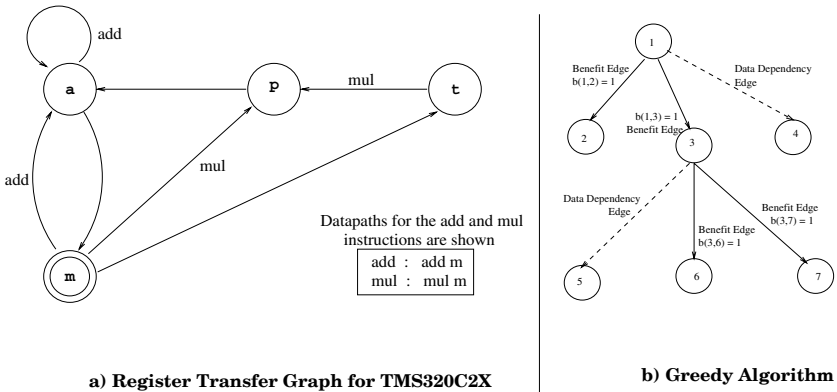 add
a
p
t
mul
add
mul
m
Datapaths for the add and mul
instructions are shown
add : add m
mul : mul m
a) Register Transfer Graph for TMS320C2X
1
Benefit Edge
b(1,2) = 1
Data Dependency
Edge
b(1,3) = 1
Benefit Edge
2
3
4
Data Dependency
Edge
Benefit Edge
b(3,6) = 1
Benefit Edge
b(3,7) = 1
5
6
7
b) Greedy Algorithm